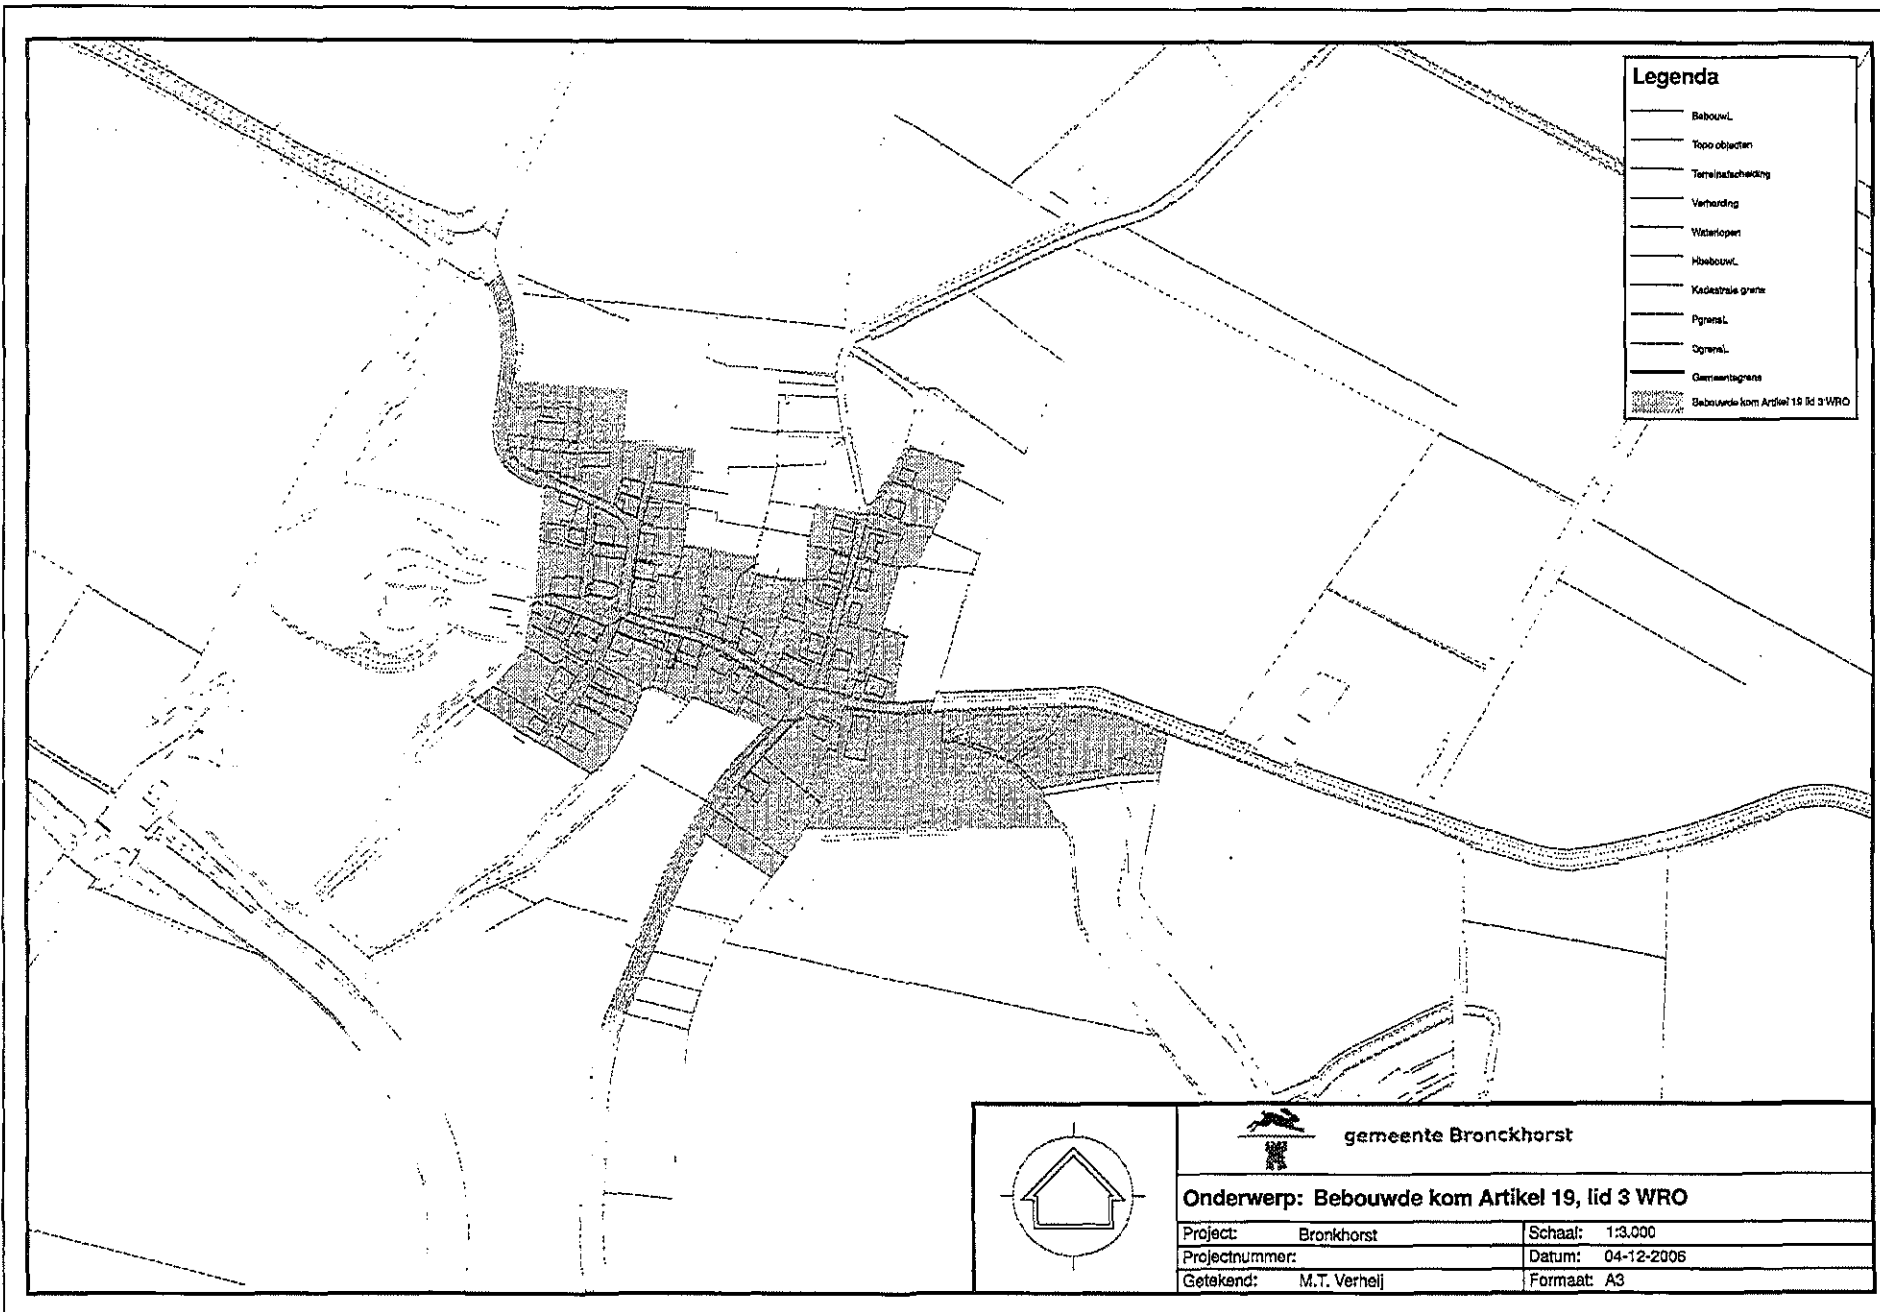 Legenda
BebouwL
Topo objecten
Terreinafscheiding
Verharding
Waterlopen
HbebouwL
Kadastrale grens
PgrensL
OgrensL
Gemeentegrens
Bebouwde kom Artikel 19 lid 3 WRO
gemeente Bronckhorst
Onderwerp: Bebouwde kom Artikel 19, lid 3 WRO
Project: Bronkhorst Schaal: 1:3.000
Projectnummer: Datum: 04-12-2006
Getekend: M.T. Verheij Formaat: A3